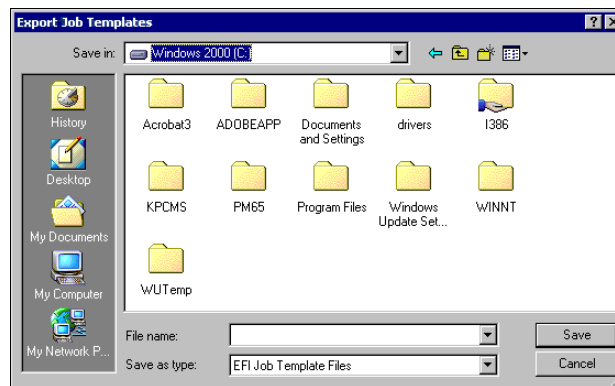 Export Job Templates
Save in: Windows 2000 (C:)
History
Desktop
My Documents
My Computer
My Network P...
Acrobat3 ADOBEAPP Documents and Settings drivers I386
KPCMS PM65 Program Files Windows Update Set... WINNT
WUTemp
File name: Save
Save as type: EFI Job Template Files Cancel